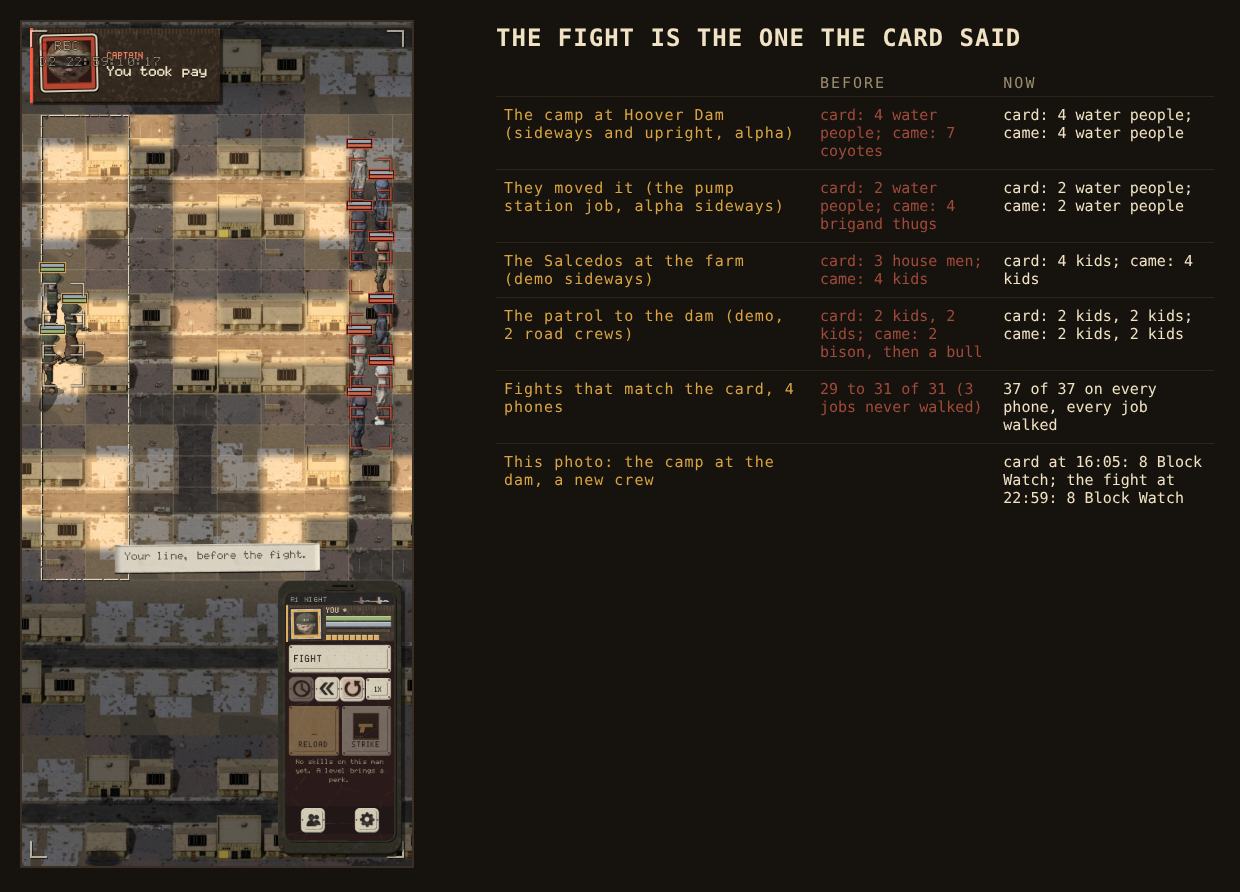 REC
D2 22:59:10:17
CAPTAIN
You took pay
Your line, before the fight.
R1 NIGHT
YOU
FIGHT
1X
RELOAD
STRIKE
No skills on this man
yet. A level brings a
perk.
THE FIGHT IS THE ONE THE CARD SAID
BEFORE
NOW
The camp at Hoover Dam
(sideways and upright, alpha)
card: 4 water
people; came: 7
coyotes
card: 4 water people;
came: 4 water people
They moved it (the pump
station job, alpha sideways)
card: 2 water
people; came: 4
brigand thugs
card: 2 water people;
came: 2 water people
The Salcedos at the farm
(demo sideways)
card: 3 house men;
came: 4 kids
card: 4 kids; came: 4
kids
The patrol to the dam (demo,
2 road crews)
card: 2 kids, 2
kids; came: 2
bison, then a bull
card: 2 kids, 2 kids;
came: 2 kids, 2 kids
Fights that match the card, 4
phones
29 to 31 of 31 (3
jobs never walked)
37 of 37 on every
phone, every job
walked
This photo: the camp at the
dam, a new crew
card at 16:05: 8 Block
Watch; the fight at
22:59: 8 Block Watch